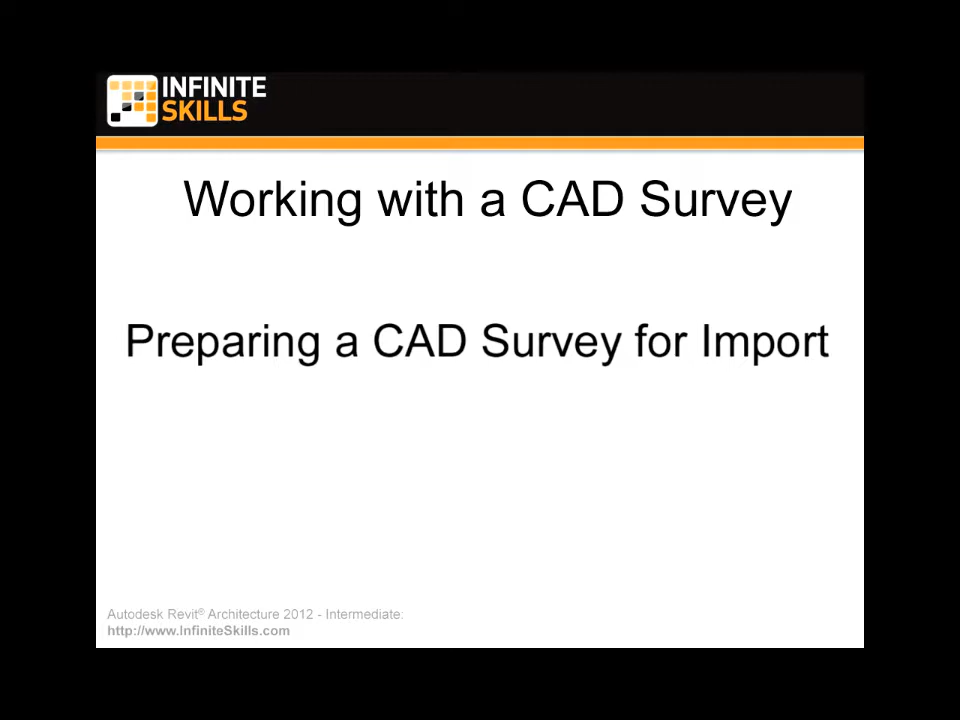 INFINITE
SKILLS
Working with a CAD Survey
Preparing a CAD Survey for Import
Autodesk Revit® Architecture 2012 - Intermediate:
http://www.InfiniteSkills.com